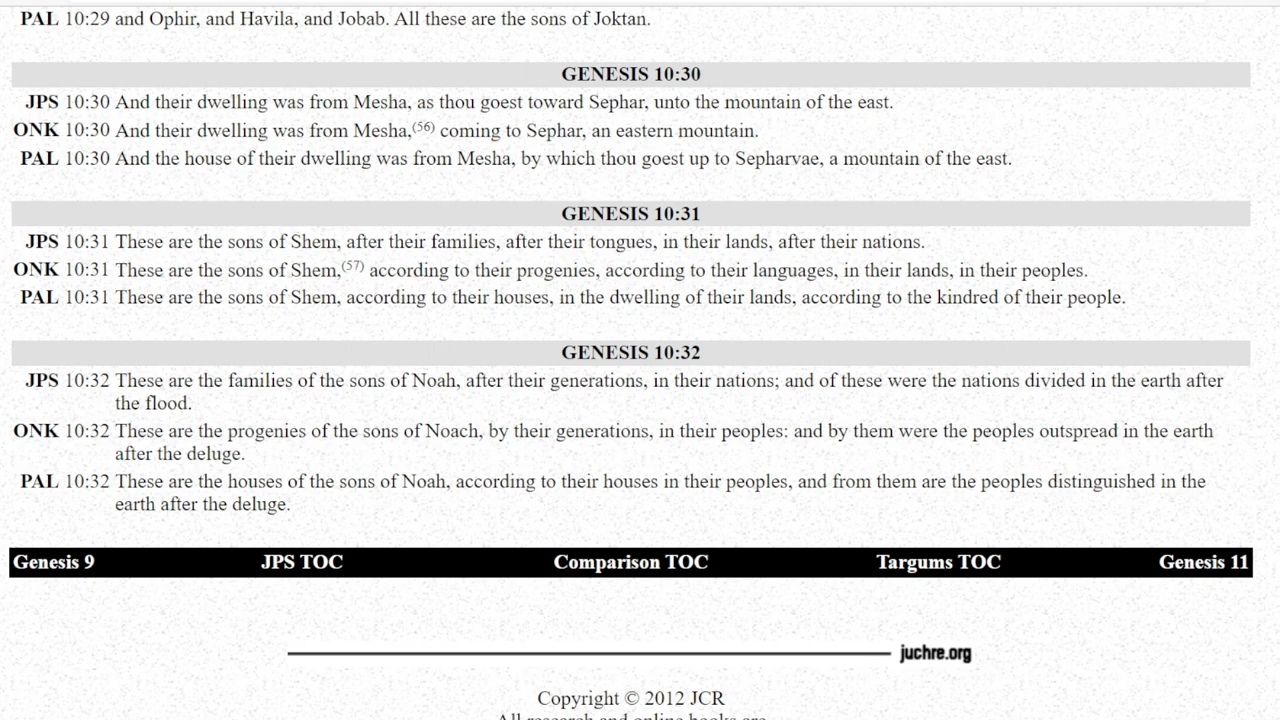 PAL 10:29 and Ophir, and Havila, and Jobab. All these are the sons of Joktan.
GENESIS 10:30
JPS 10:30 And their dwelling was from Mesha, as thou goest toward Sephar, unto the mountain of the east.
ONK 10:30 And their dwelling was from Mesha,(56) coming to Sephar, an eastern mountain.
PAL 10:30 And the house of their dwelling was from Mesha, by which thou goest up to Sepharvae, a mountain of the east.
GENESIS 10:31
JPS 10:31 These are the sons of Shem, after their families, after their tongues, in their lands, after their nations.
ONK 10:31 These are the sons of Shem,(57) according to their progenies, according to their languages, in their lands, in their peoples.
PAL 10:31 These are the sons of Shem, according to their houses, in the dwelling of their lands, according to the kindred of their people.
GENESIS 10:32
JPS 10:32 These are the families of the sons of Noah, after their generations, in their nations; and of these were the nations divided in the earth after
the flood.
ONK 10:32 These are the progenies of the sons of Noach, by their generations, in their peoples: and by them were the peoples outspread in the earth
after the deluge.
PAL 10:32 These are the houses of the sons of Noah, according to their houses in their peoples, and from them are the peoples distinguished in the
earth after the deluge.
Genesis 9 JPS TOC Comparison TOC Targums TOC Genesis 11
juchre.org
Copyright © 2012 JCR
All research and online books are